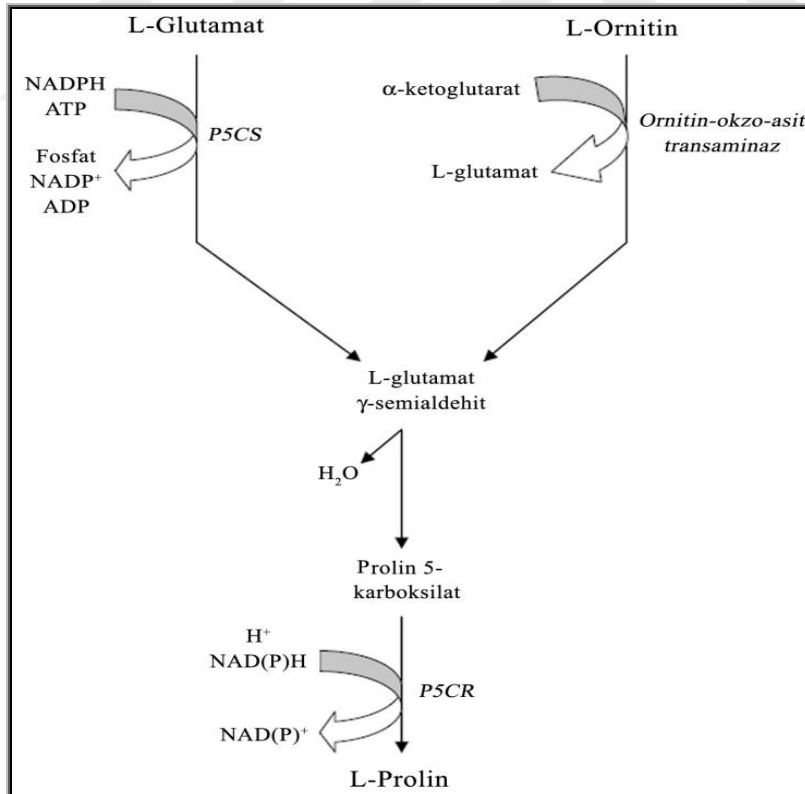 L-Glutamat
L-Ornitin
NADPH
ATP
P5CS
Fosfat
NADP⁺
ADP
α-ketoglutarat
Ornitin-okzo-asit
transaminaz
L-glutamat
L-glutamat
γ-semialdehit
H₂O
Prolin 5-
karboksilat
H⁺
NAD(P)H
P5CR
NAD(P)⁺
L-Prolin